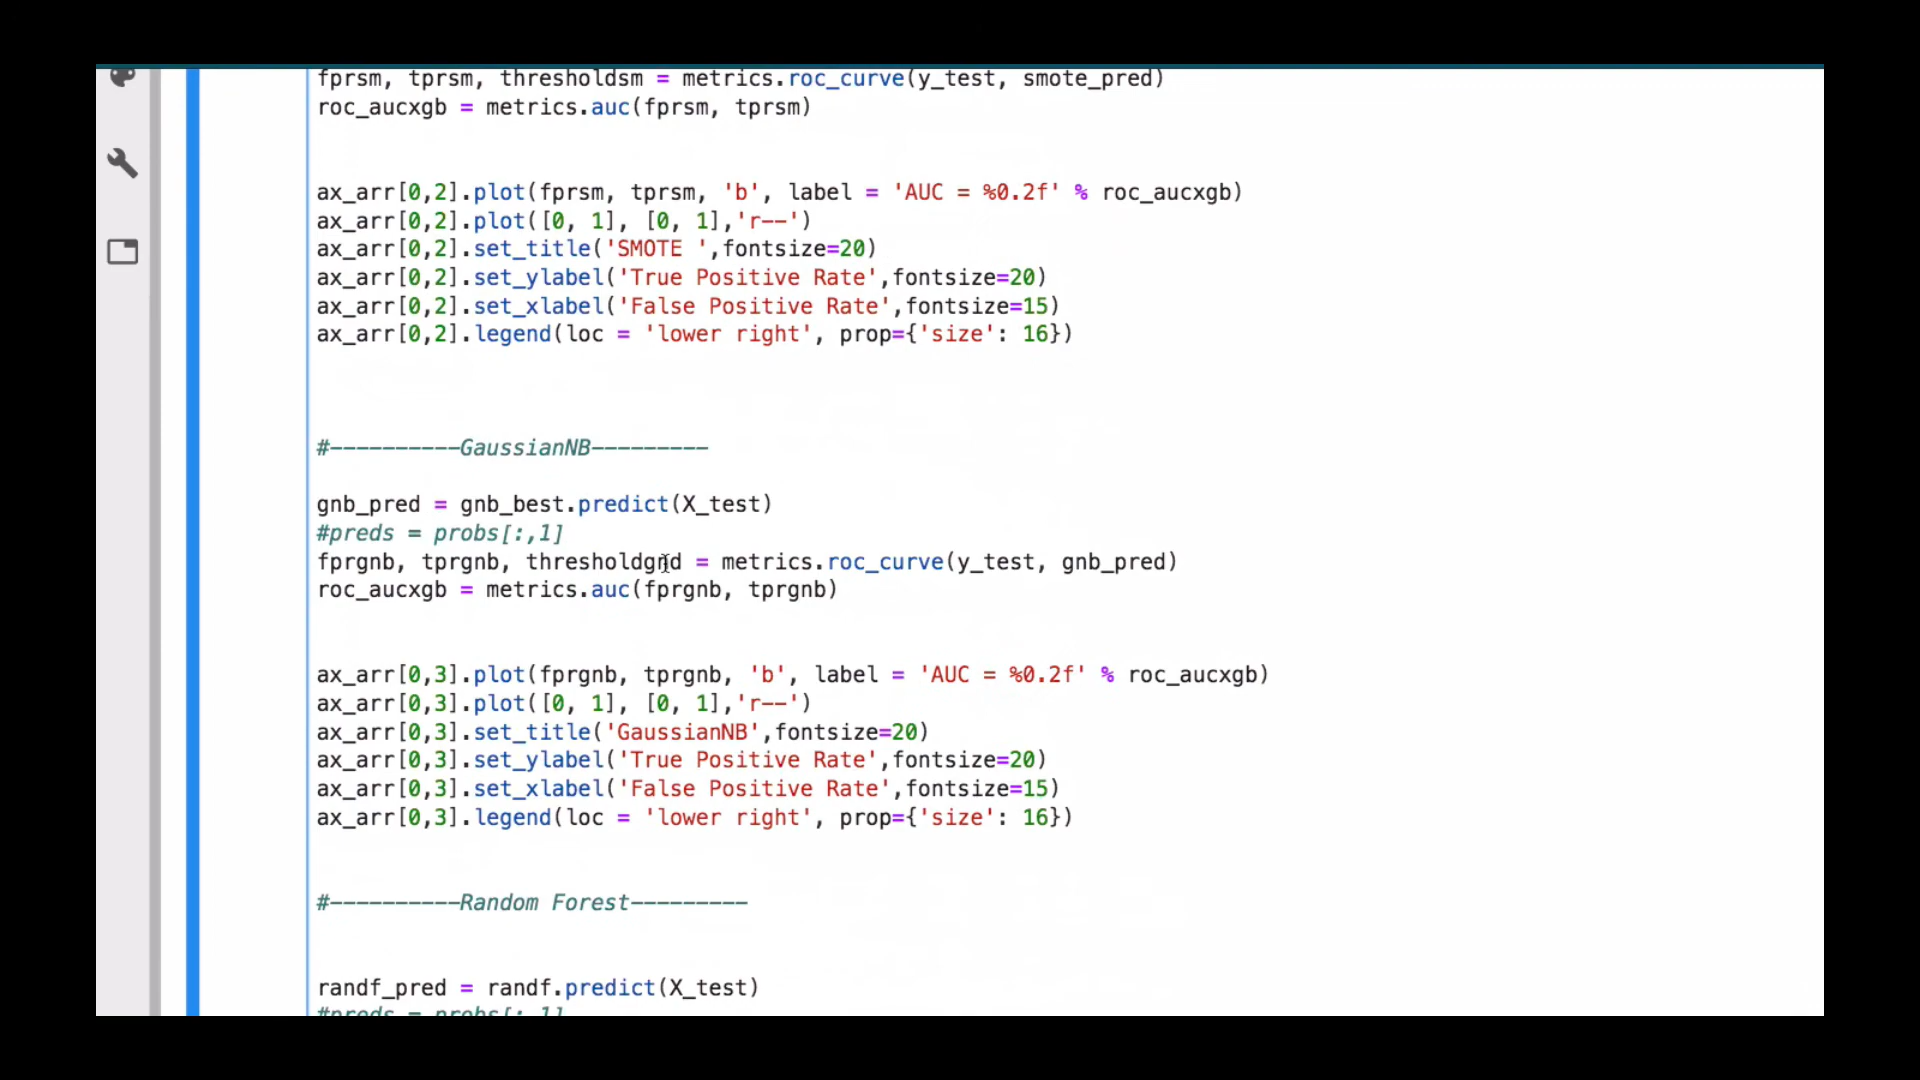 fprsm, tprsm, thresholdsm = metrics.roc_curve(y_test, smote_pred)
roc_aucxgb = metrics.auc(fprsm, tprsm)
ax_arr[0,2].plot(fprsm, tprsm, 'b', label = 'AUC = %0.2f' % roc_aucxgb)
ax_arr[0,2].plot([0, 1], [0, 1],'r--')
ax_arr[0,2].set_title('SMOTE ',fontsize=20)
ax_arr[0,2].set_ylabel('True Positive Rate',fontsize=20)
ax_arr[0,2].set_xlabel('False Positive Rate',fontsize=15)
ax_arr[0,2].legend(loc = 'lower right', prop={'size': 16})
#----------GaussianNB---------
gnb_pred = gnb_best.predict(X_test)
#preds = probs[:,1]
fprgnb, tprgnb, thresholdgnd = metrics.roc_curve(y_test, gnb_pred)
roc_aucxgb = metrics.auc(fprgnb, tprgnb)
ax_arr[0,3].plot(fprgnb, tprgnb, 'b', label = 'AUC = %0.2f' % roc_aucxgb)
ax_arr[0,3].plot([0, 1], [0, 1],'r--')
ax_arr[0,3].set_title('GaussianNB',fontsize=20)
ax_arr[0,3].set_ylabel('True Positive Rate',fontsize=20)
ax_arr[0,3].set_xlabel('False Positive Rate',fontsize=15)
ax_arr[0,3].legend(loc = 'lower right', prop={'size': 16})
#----------Random Forest---------
randf_pred = randf.predict(X_test)
#preds = probs[:,1]